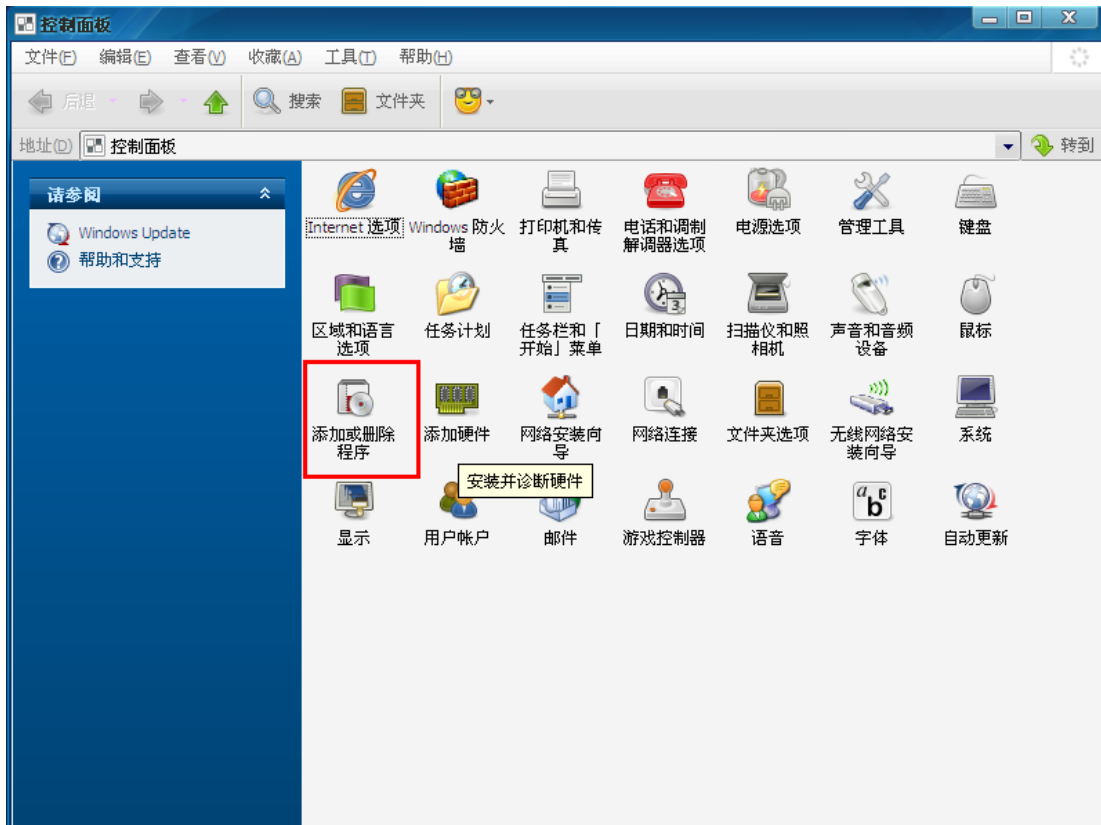 控制面板
文件(F) 编辑(E) 查看(V) 收藏(A) 工具(T) 帮助(H)
后退 搜索 文件夹
地址(D) 控制面板 转到
请参阅
Windows Update
帮助和支持
Internet 选项 Windows 防火 打印机和传 电话和调制 电源选项 管理工具 键盘
墙 真 解调器选项
区域和语言 任务计划 任务栏和「 日期和时间 扫描仪和照 声音和音频 鼠标
选项 开始」菜单 相机 设备
添加或删除 添加硬件 网络安装向 网络连接 文件夹选项 无线网络安 系统
程序 导 装向导
安装并诊断硬件
显示 用户帐户 邮件 游戏控制器 语音 字体 自动更新